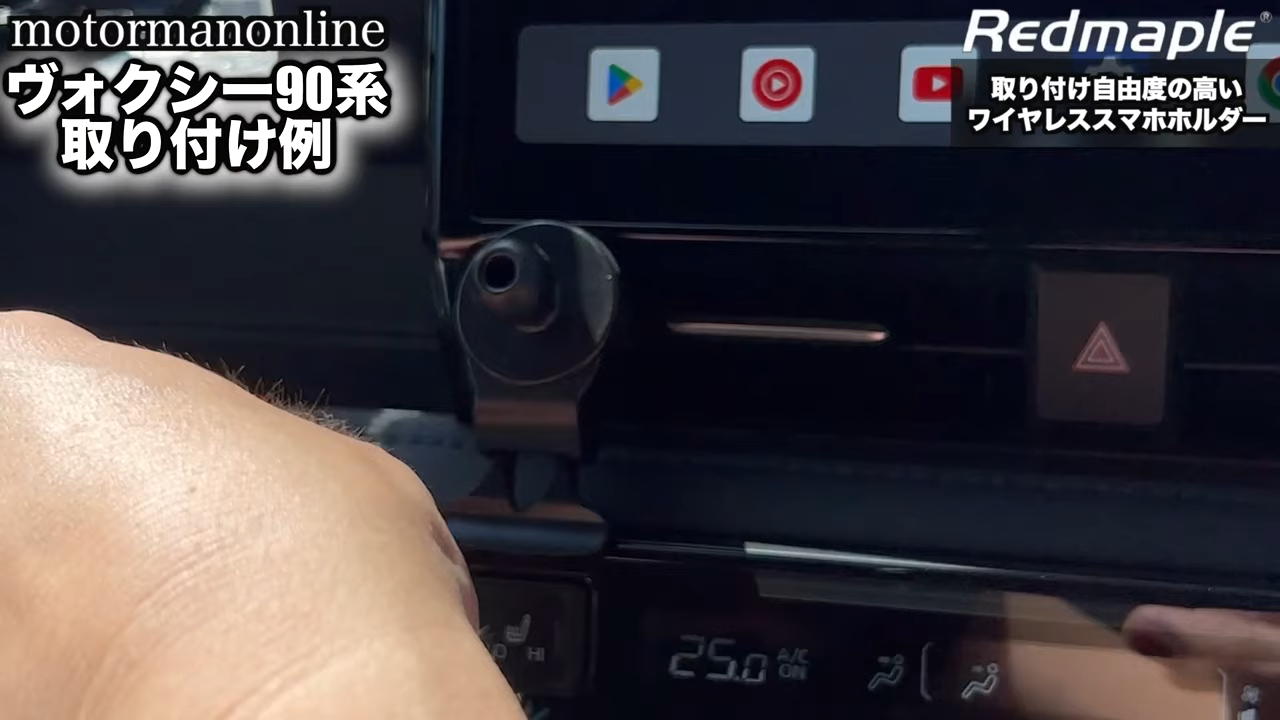 motormanonline
ヴォクシー90系
取り付け例
Redmaple®
取り付け自由度の高い
ワイヤレススマホホルダー
HI
25.0 A/C ON